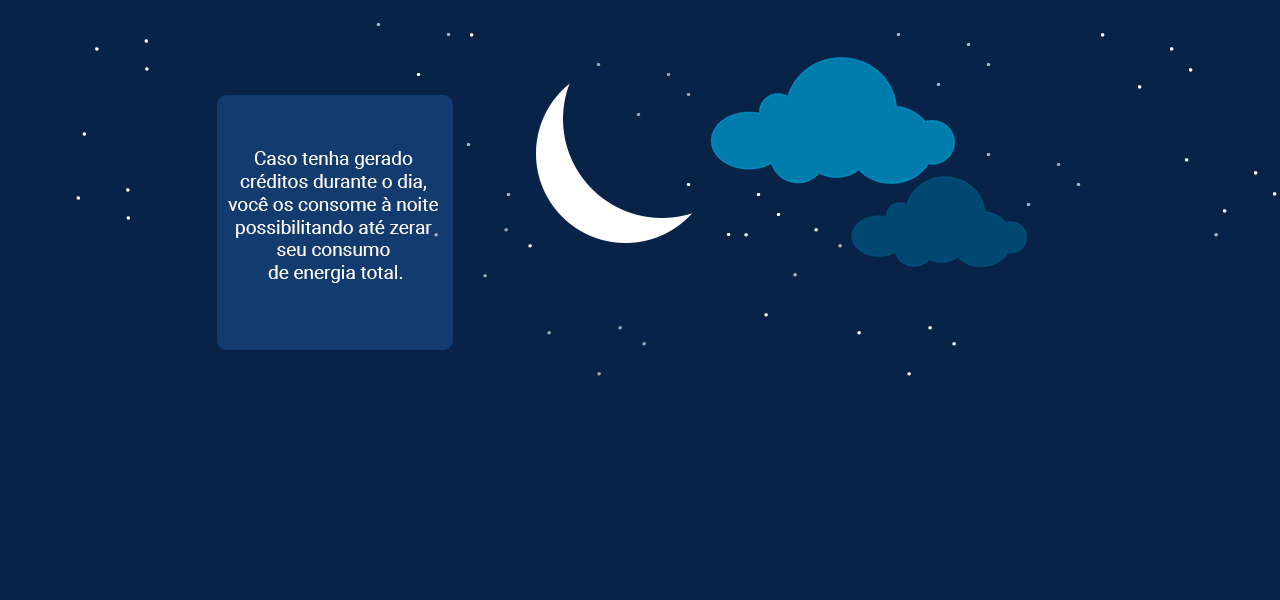 Caso tenha gerado
créditos durante o dia,
você os consome à noite
possibilitando até zerar
seu consumo
de energia total.